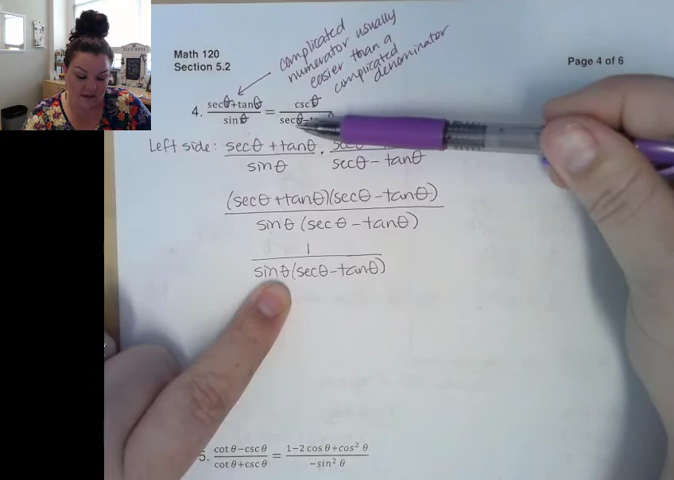 Math 120
Section 5.2
Page 4 of 6
complicated
numerator usually
easier than a
complicated
denominator
4. secθ+tanθ / sinθ = cscθ / secθ-
Left side: secθ + tanθ / sinθ · / secθ - tanθ
(secθ + tanθ)(secθ - tanθ) / sinθ (secθ - tanθ)
1 / sinθ(secθ-tanθ)
5. cot θ-csc θ / cot θ+csc θ = 1-2 cos θ+cos² θ / -sin² θ